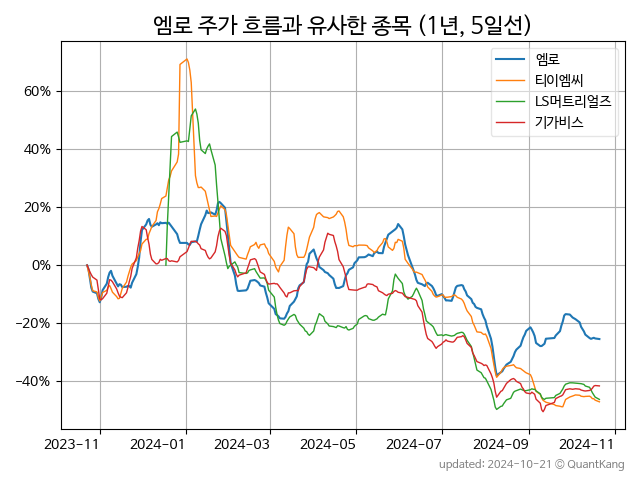 엠로 주가 흐름과 유사한 종목 (1년, 5일선)
엠로
티이엠씨
LS머트리얼즈
기가비스
60%
40%
20%
0%
−20%
−40%
2023-11
2024-01
2024-03
2024-05
2024-07
2024-09
2024-11
updated: 2024-10-21 © QuantKang